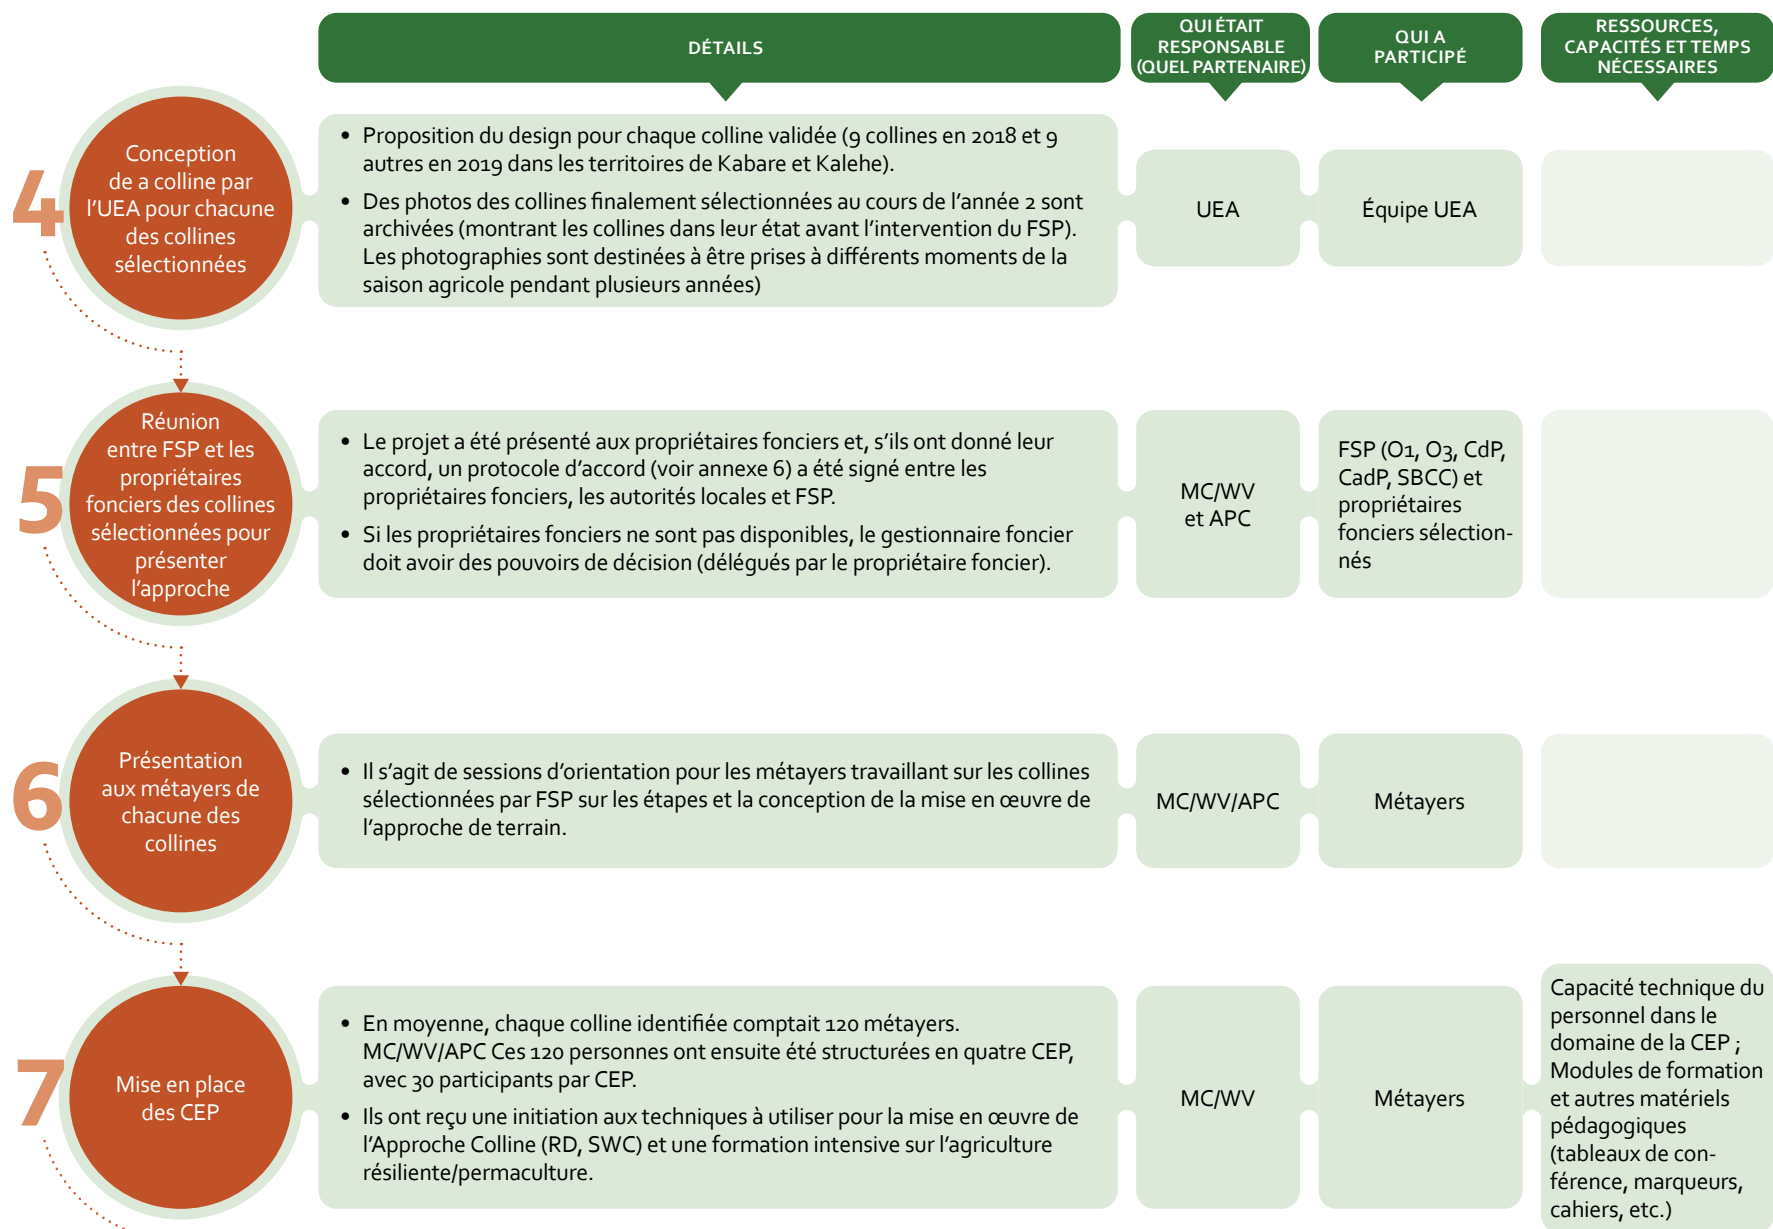 DÉTAILS
QUI ÉTAIT
RESPONSABLE
(QUEL PARTENAIRE)
QUI A
PARTICIPÉ
RESSOURCES,
CAPACITÉS ET TEMPS
NÉCESSAIRES
4
Conception
de a colline par
l'UEA pour chacune
des collines
sélectionnées
• Proposition du design pour chaque colline validée (9 collines en 2018 et 9
autres en 2019 dans les territoires de Kabare et Kalehe).
• Des photos des collines finalement sélectionnées au cours de l'année 2 sont
archivées (montrant les collines dans leur état avant l'intervention du FSP).
Les photographies sont destinées à être prises à différents moments de la
saison agricole pendant plusieurs années)
UEA
Équipe UEA
5
Réunion
entre FSP et les
propriétaires
fonciers des collines
sélectionnées pour
présenter
l'approche
• Le projet a été présenté aux propriétaires fonciers et, s'ils ont donné leur
accord, un protocole d'accord (voir annexe 6) a été signé entre les
propriétaires fonciers, les autorités locales et FSP.
• Si les propriétaires fonciers ne sont pas disponibles, le gestionnaire foncier
doit avoir des pouvoirs de décision (délégués par le propriétaire foncier).
MC/WV
et APC
FSP (O1, O3, CdP,
CadP, SBCC) et
propriétaires
fonciers sélection-
nés
6
Présentation
aux métayers de
chacune des
collines
• Il s'agit de sessions d'orientation pour les métayers travaillant sur les collines
sélectionnées par FSP sur les étapes et la conception de la mise en œuvre de
l'approche de terrain.
MC/WV/APC
Métayers
7
Mise en place
des CEP
• En moyenne, chaque colline identifiée comptait 120 métayers.
MC/WV/APC Ces 120 personnes ont ensuite été structurées en quatre CEP,
avec 30 participants par CEP.
• Ils ont reçu une initiation aux techniques à utiliser pour la mise en œuvre de
l'Approche Colline (RD, SWC) et une formation intensive sur l'agriculture
résiliente/permaculture.
MC/WV
Métayers
Capacité technique du
personnel dans le
domaine de la CEP ;
Modules de formation
et autres matériels
pédagogiques
(tableaux de con-
férence, marqueurs,
cahiers, etc.)